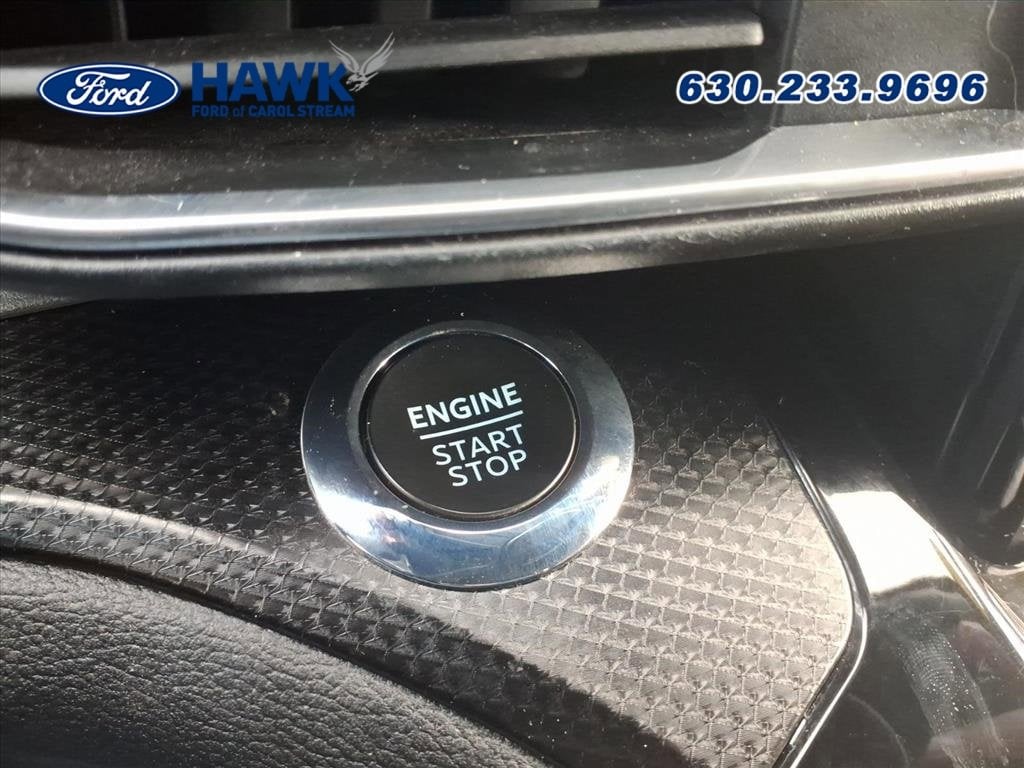 Ford
HAWK
FORD of CAROL STREAM
630.233.9696
ENGINE
START
STOP